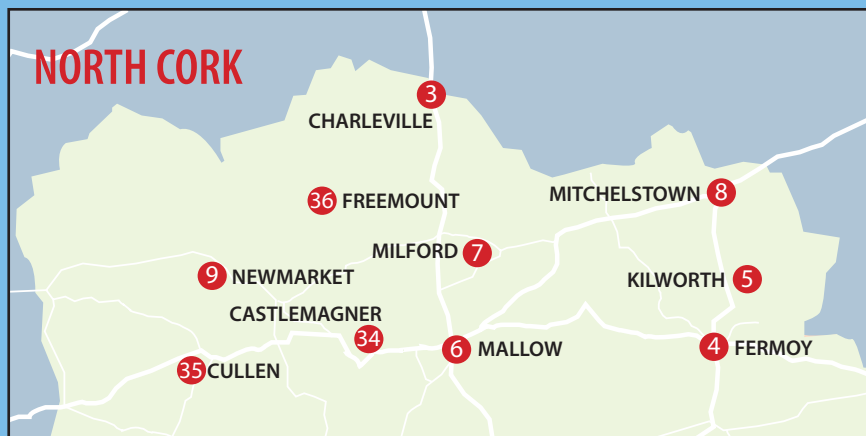 NORTH CORK
3
CHARLEVILLE
MITCHELSTOWN 8
36 FREEMOUNT
MILFORD 7
9 NEWMARKET
KILWORTH 5
CASTLEMAGNER
34
6 MALLOW
4 FERMOY
35 CULLEN